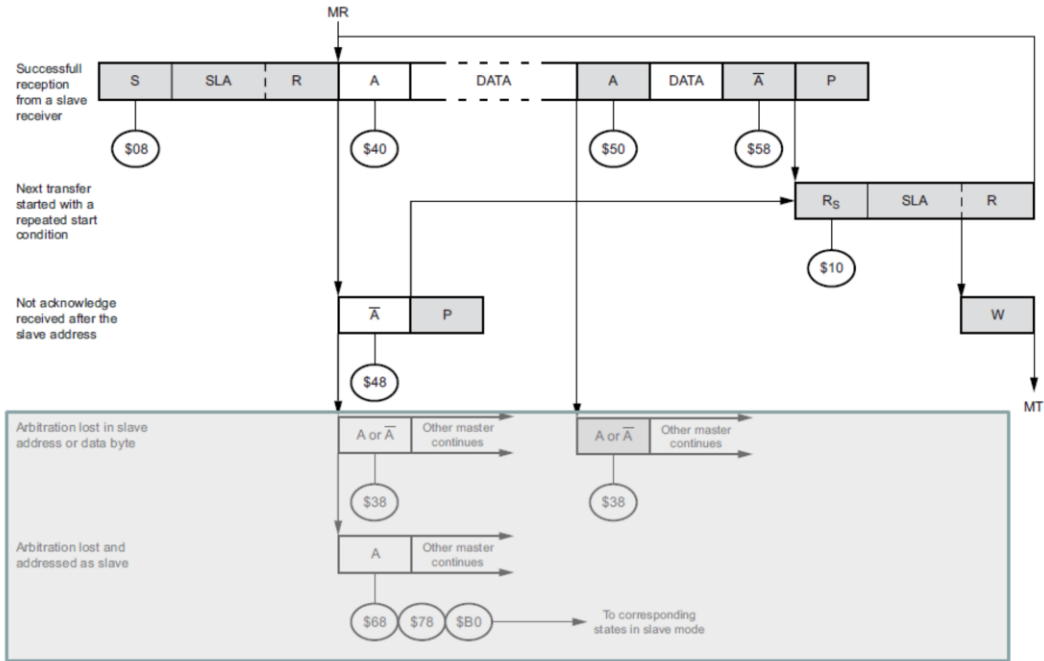 MR
Successfull
reception
from a slave
receiver
S SLA R A DATA A DATA A̅ P
$08 $40 $50 $58
Next transfer
started with a
repeated start
condition
RS SLA R
$10
Not acknowledge
received after the
slave address
A̅ P W
$48
MT
Arbitration lost in slave
address or data byte
A or A̅ Other master
continues
A or A̅ Other master
continues
$38 $38
Arbitration lost and
addressed as slave
A Other master
continues
$68 $78 $B0
To corresponding
states in slave mode